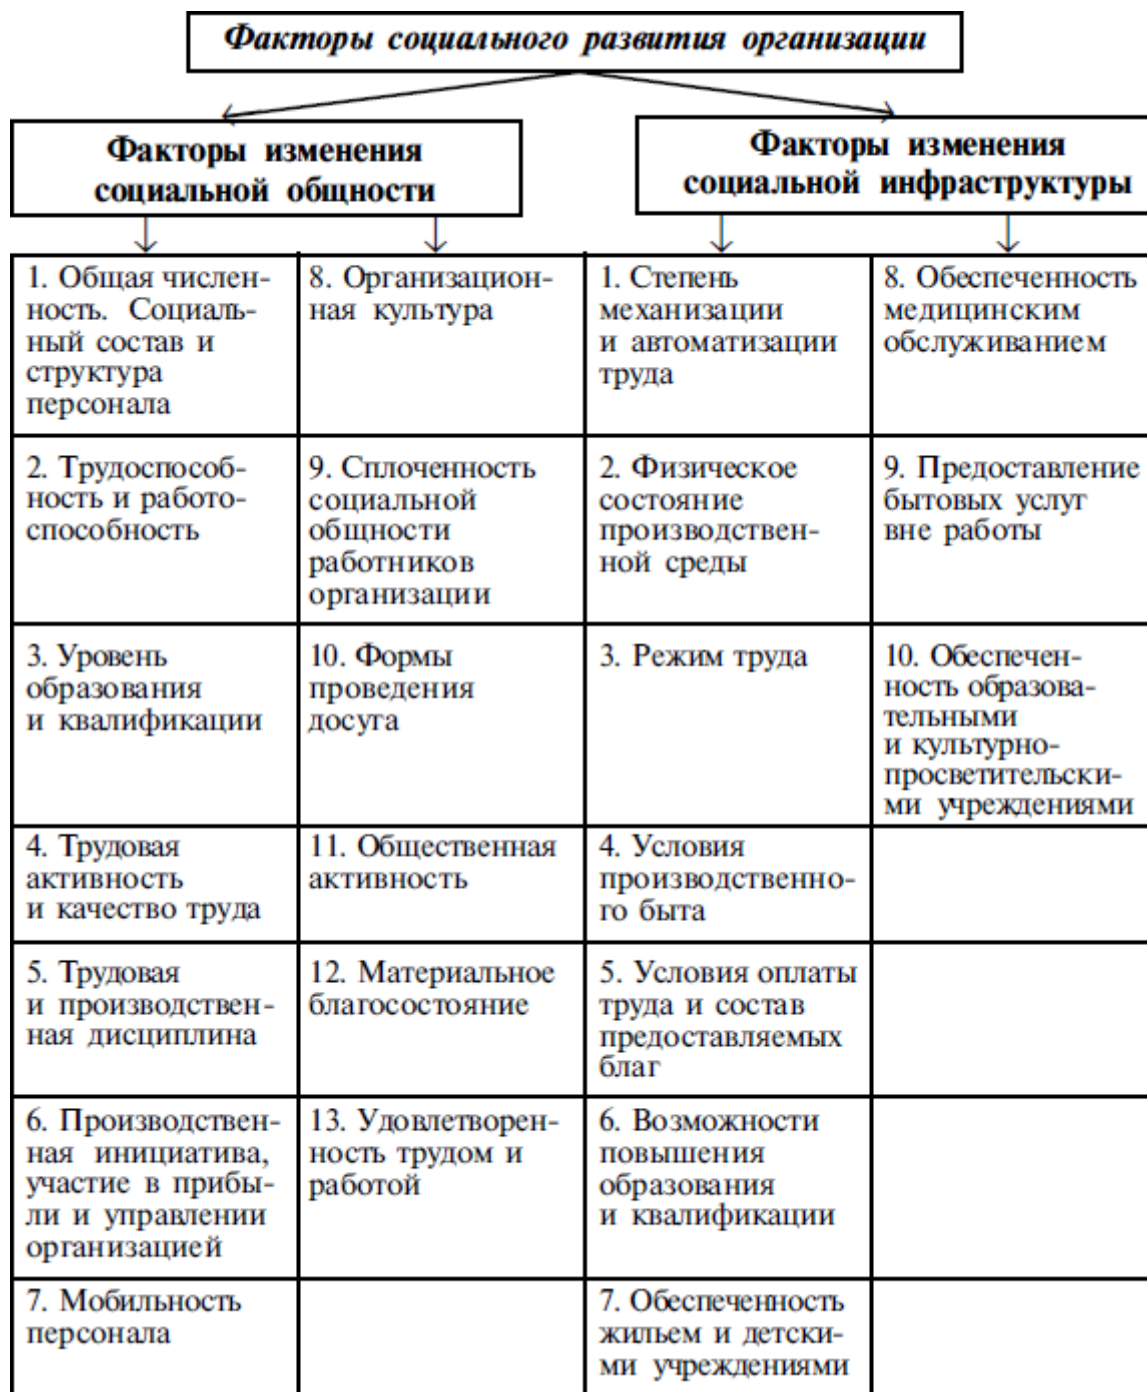 Факторы социального развития организации
Факторы изменения
социальной общности
Факторы изменения
социальной инфраструктуры
1. Общая числен-
ность. Социаль-
ный состав и
структура
персонала
8. Организацион-
ная культура
1. Степень
механизации
и автоматизации
труда
8. Обеспеченность
медицинским
обслуживанием
2. Трудоспособ-
ность и работо-
способность
9. Сплоченность
социальной
общности
работников
организации
2. Физическое
состояние
производствен-
ной среды
9. Предоставление
бытовых услуг
вне работы
3. Уровень
образования
и квалификации
10. Формы
проведения
досуга
3. Режим труда
10. Обеспечен-
ность образова-
тельными
и культурно-
просветительски-
ми учреждениями
4. Трудовая
активность
и качество труда
11. Общественная
активность
4. Условия
производственно-
го быта
5. Трудовая
и производствен-
ная дисциплина
12. Материальное
благосостояние
5. Условия оплаты
труда и состав
предоставляемых
благ
6. Производствен-
ная инициатива,
участие в прибы-
ли и управлении
организацией
13. Удовлетворен-
ность трудом и
работой
6. Возможности
повышения
образования
и квалификации
7. Мобильность
персонала
7. Обеспеченность
жильем и детски-
ми учреждениями